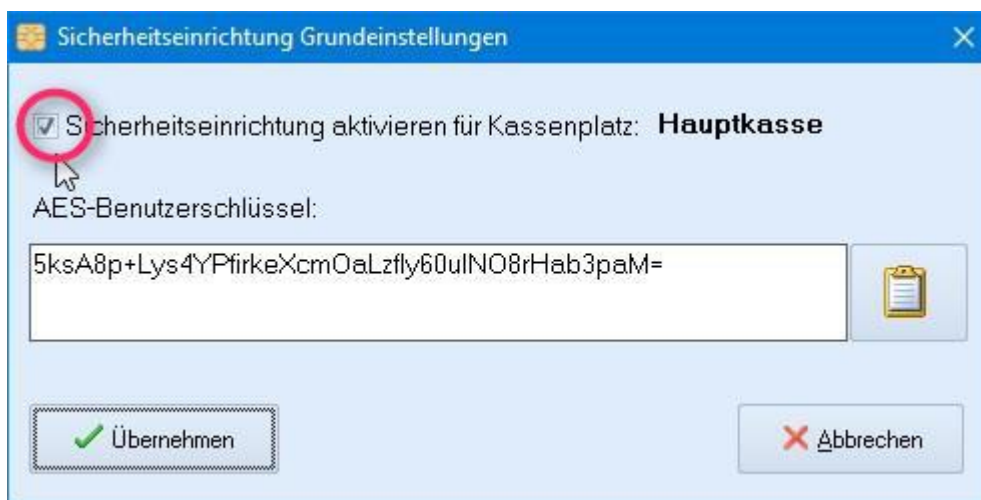 Sicherheitseinrichtung Grundeinstellungen
Sicherheitseinrichtung aktivieren für Kassenplatz: Hauptkasse
AES-Benutzerschlüssel:
5ksA8p+Lys4YPfirkeXcmOaLzfly60ulNO8rHab3paM=
Übernehmen
Abbrechen